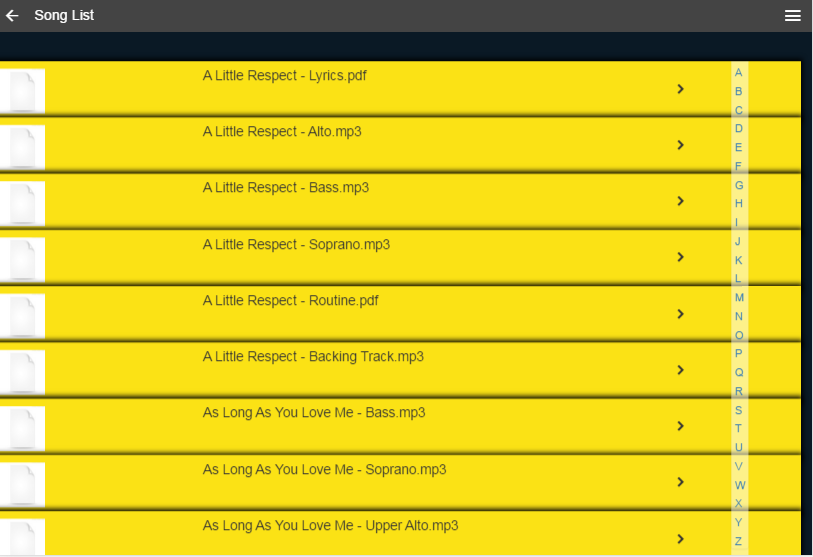 Song List
A Little Respect - Lyrics.pdf
A Little Respect - Alto.mp3
A Little Respect - Bass.mp3
A Little Respect - Soprano.mp3
A Little Respect - Routine.pdf
A Little Respect - Backing Track.mp3
As Long As You Love Me - Bass.mp3
As Long As You Love Me - Soprano.mp3
As Long As You Love Me - Upper Alto.mp3
A
B
C
D
E
F
G
H
I
J
K
L
M
N
O
P
Q
R
S
T
U
V
W
X
Y
Z